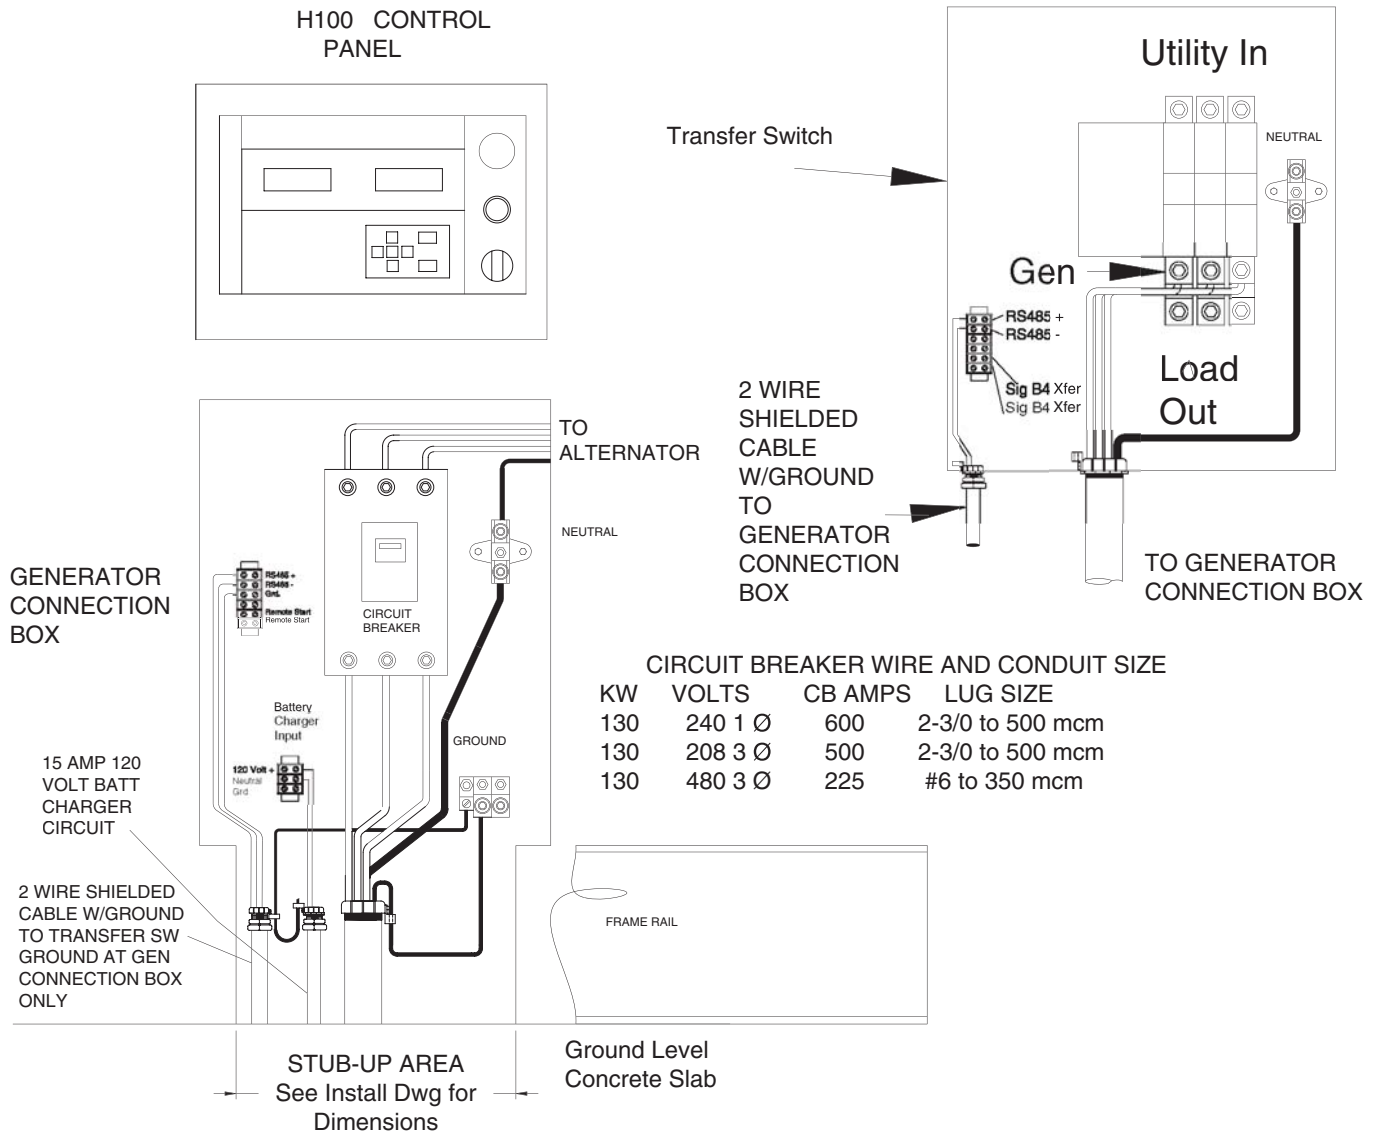 H100 CONTROL
PANEL
Utility In
Transfer Switch
NEUTRAL
Gen
RS485 +
RS485 -
Sig B4 Xfer
Sig B4 Xfer
Load
Out
2 WIRE
SHIELDED
CABLE
W/GROUND
TO
GENERATOR
CONNECTION
BOX
TO GENERATOR
CONNECTION BOX
TO
ALTERNATOR
NEUTRAL
GENERATOR
CONNECTION
BOX
RS485 +
RS485 -
Grd.
Remote Start
Remote Start
CIRCUIT
BREAKER
Battery
Charger
Input
120 Volt +
Neutral
Grd
GROUND
15 AMP 120
VOLT BATT
CHARGER
CIRCUIT
2 WIRE SHIELDED
CABLE W/GROUND
TO TRANSFER SW
GROUND AT GEN
CONNECTION BOX
ONLY
CIRCUIT BREAKER WIRE AND CONDUIT SIZE
KW VOLTS CB AMPS LUG SIZE
130 240 1 Ø 600 2-3/0 to 500 mcm
130 208 3 Ø 500 2-3/0 to 500 mcm
130 480 3 Ø 225 #6 to 350 mcm
FRAME RAIL
STUB-UP AREA
See Install Dwg for
Dimensions
Ground Level
Concrete Slab